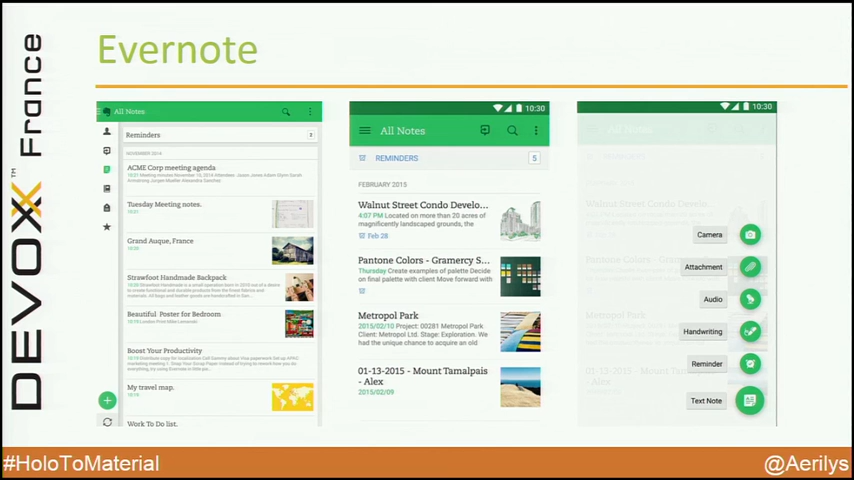 DEVOXX™ France
Evernote
All Notes
Reminders
NOVEMBER 2014
ACME Corp meeting agenda
Tuesday Meeting notes.
Grand Auque, France
Strawfoot Handmade Backpack
Beautiful Poster for Bedroom
Boost Your Productivity
My travel map.
Work To Do list.
10:30
All Notes
REMINDERS
5
FEBRUARY 2015
Walnut Street Condo Develo...
4:07 PM Located on more than 20 acres of
magnificently landscaped grounds, the
Feb 28
Pantone Colors - Gramercy S...
Thursday Create examples of palette Decide
on final palette with client Move forward with
Metropol Park
2015/02/10 Project: 00281 Metropol Park
Client: Metropol Ltd. Stage: Exploration. We
had the unique chance to acquire an old
01-13-2015 - Mount Tamalpais
- Alex
2015/02/09
10:30
Camera
Attachment
Audio
Handwriting
Reminder
Text Note
#HoloToMaterial
@Aerilys